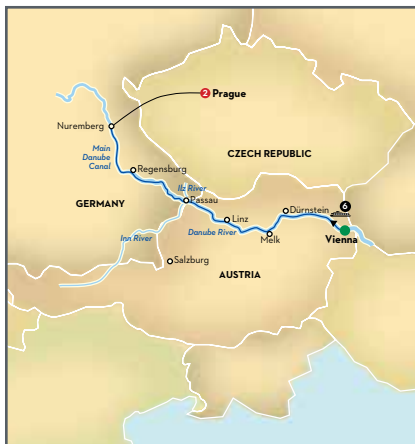 2 Prague
Nuremberg
CZECH REPUBLIC
Main
Danube
Canal
Regensburg
Ilz River
Passau
GERMANY
6
Dürnstein
Linz
Danube River
Vienna
Melk
Inn River
Salzburg
AUSTRIA